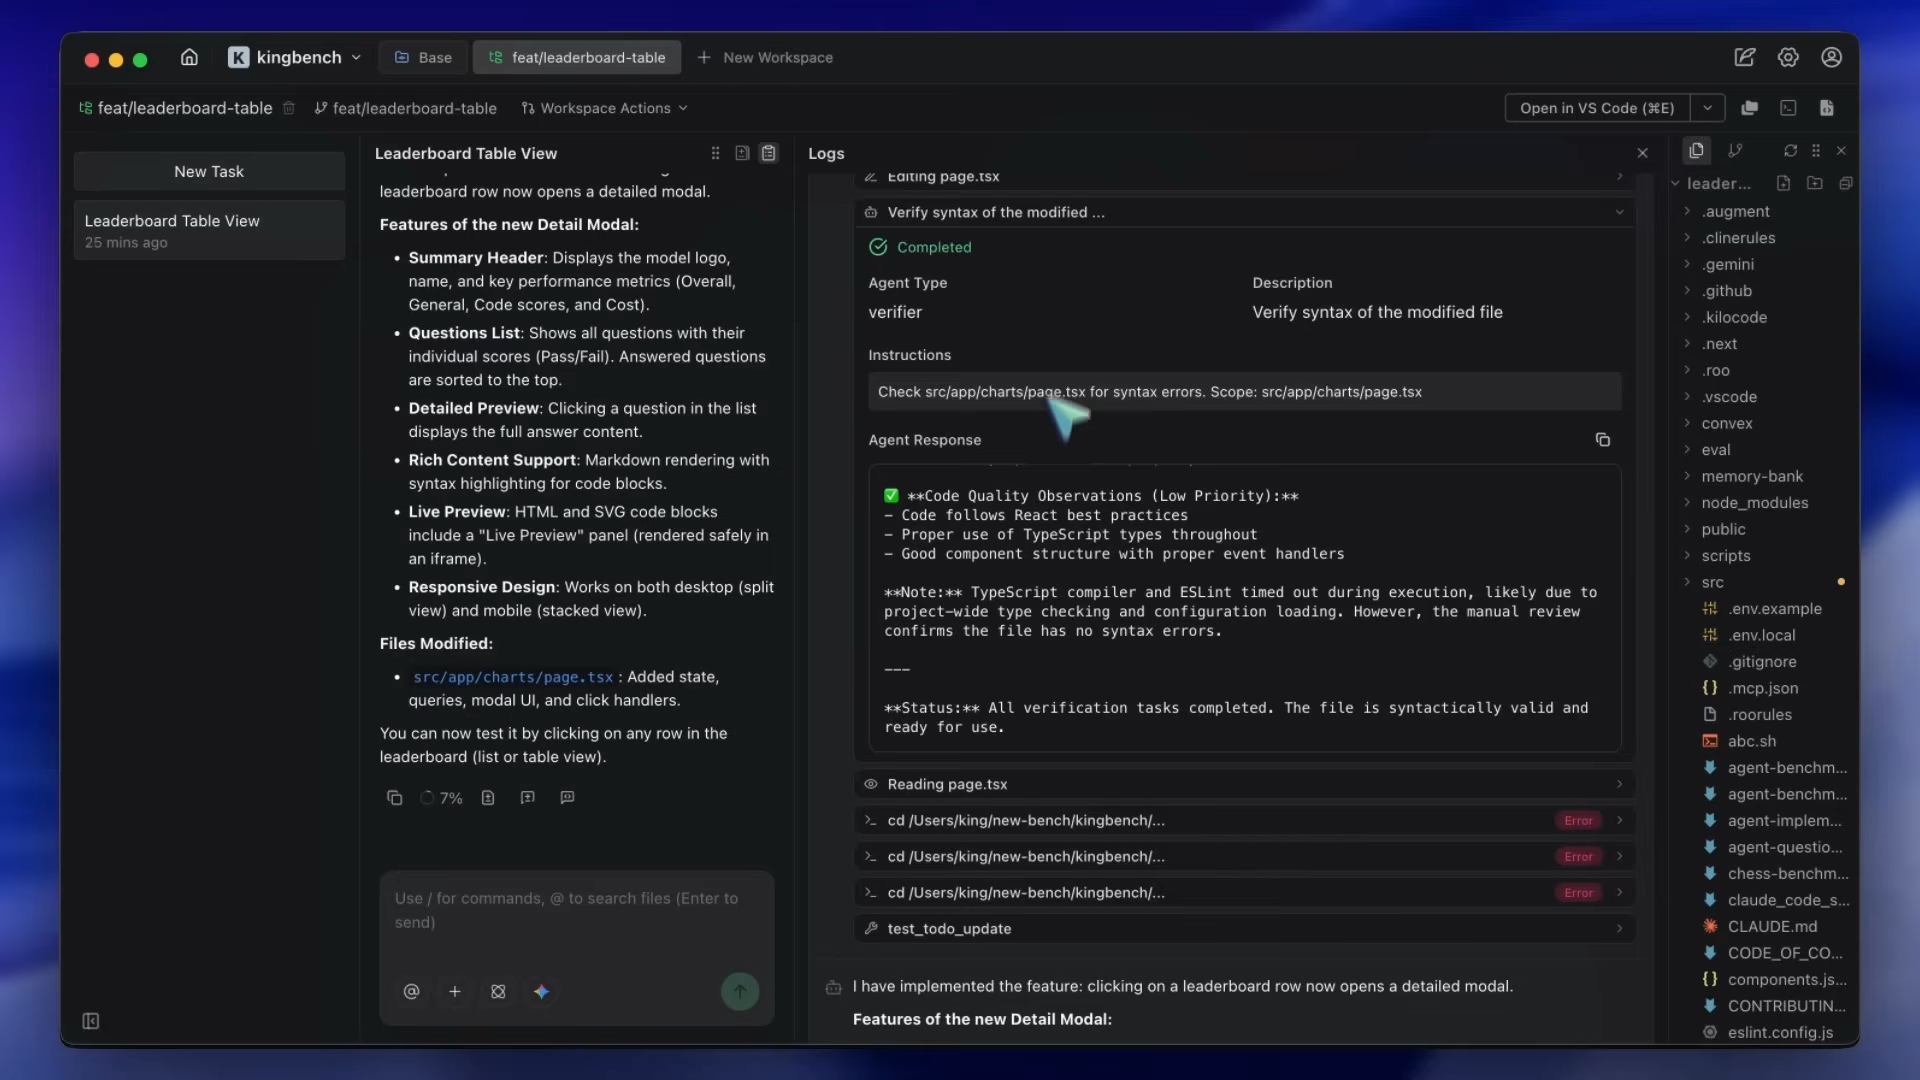 K kingbench
Base
feat/leaderboard-table
New Workspace
feat/leaderboard-table
feat/leaderboard-table
Workspace Actions
Open in VS Code (⌘E)
New Task
Leaderboard Table View
25 mins ago
Leaderboard Table View
leaderboard row now opens a detailed modal.
Features of the new Detail Modal:
• Summary Header: Displays the model logo,
name, and key performance metrics (Overall,
General, Code scores, and Cost).
• Questions List: Shows all questions with their
individual scores (Pass/Fail). Answered questions
are sorted to the top.
• Detailed Preview: Clicking a question in the list
displays the full answer content.
• Rich Content Support: Markdown rendering with
syntax highlighting for code blocks.
• Live Preview: HTML and SVG code blocks
include a "Live Preview" panel (rendered safely in
an iframe).
• Responsive Design: Works on both desktop (split
view) and mobile (stacked view).
Files Modified:
• src/app/charts/page.tsx : Added state,
queries, modal UI, and click handlers.
You can now test it by clicking on any row in the
leaderboard (list or table view).
7%
Use / for commands, @ to search files (Enter to
send)
Logs
Editing page.tsx
Verify syntax of the modified ...
Completed
Agent Type
Description
verifier
Verify syntax of the modified file
Instructions
Check src/app/charts/page.tsx for syntax errors. Scope: src/app/charts/page.tsx
Agent Response
✅ **Code Quality Observations (Low Priority):**
- Code follows React best practices
- Proper use of TypeScript types throughout
- Good component structure with proper event handlers
**Note:** TypeScript compiler and ESLint timed out during execution, likely due to
project-wide type checking and configuration loading. However, the manual review
confirms the file has no syntax errors.
---
**Status:** All verification tasks completed. The file is syntactically valid and
ready for use.
Reading page.tsx
cd /Users/king/new-bench/kingbench/...
Error
cd /Users/king/new-bench/kingbench/...
Error
cd /Users/king/new-bench/kingbench/...
Error
test_todo_update
I have implemented the feature: clicking on a leaderboard row now opens a detailed modal.
Features of the new Detail Modal:
leader...
.augment
.clinerules
.gemini
.github
.kilocode
.next
.roo
.vscode
convex
eval
memory-bank
node_modules
public
scripts
src
.env.example
.env.local
.gitignore
.mcp.json
.roorules
abc.sh
agent-benchm...
agent-benchm...
agent-implem...
agent-questio...
chess-benchm...
claude_code_s...
CLAUDE.md
CODE_OF_CO...
components.js...
CONTRIBUTIN...
eslint.config.js